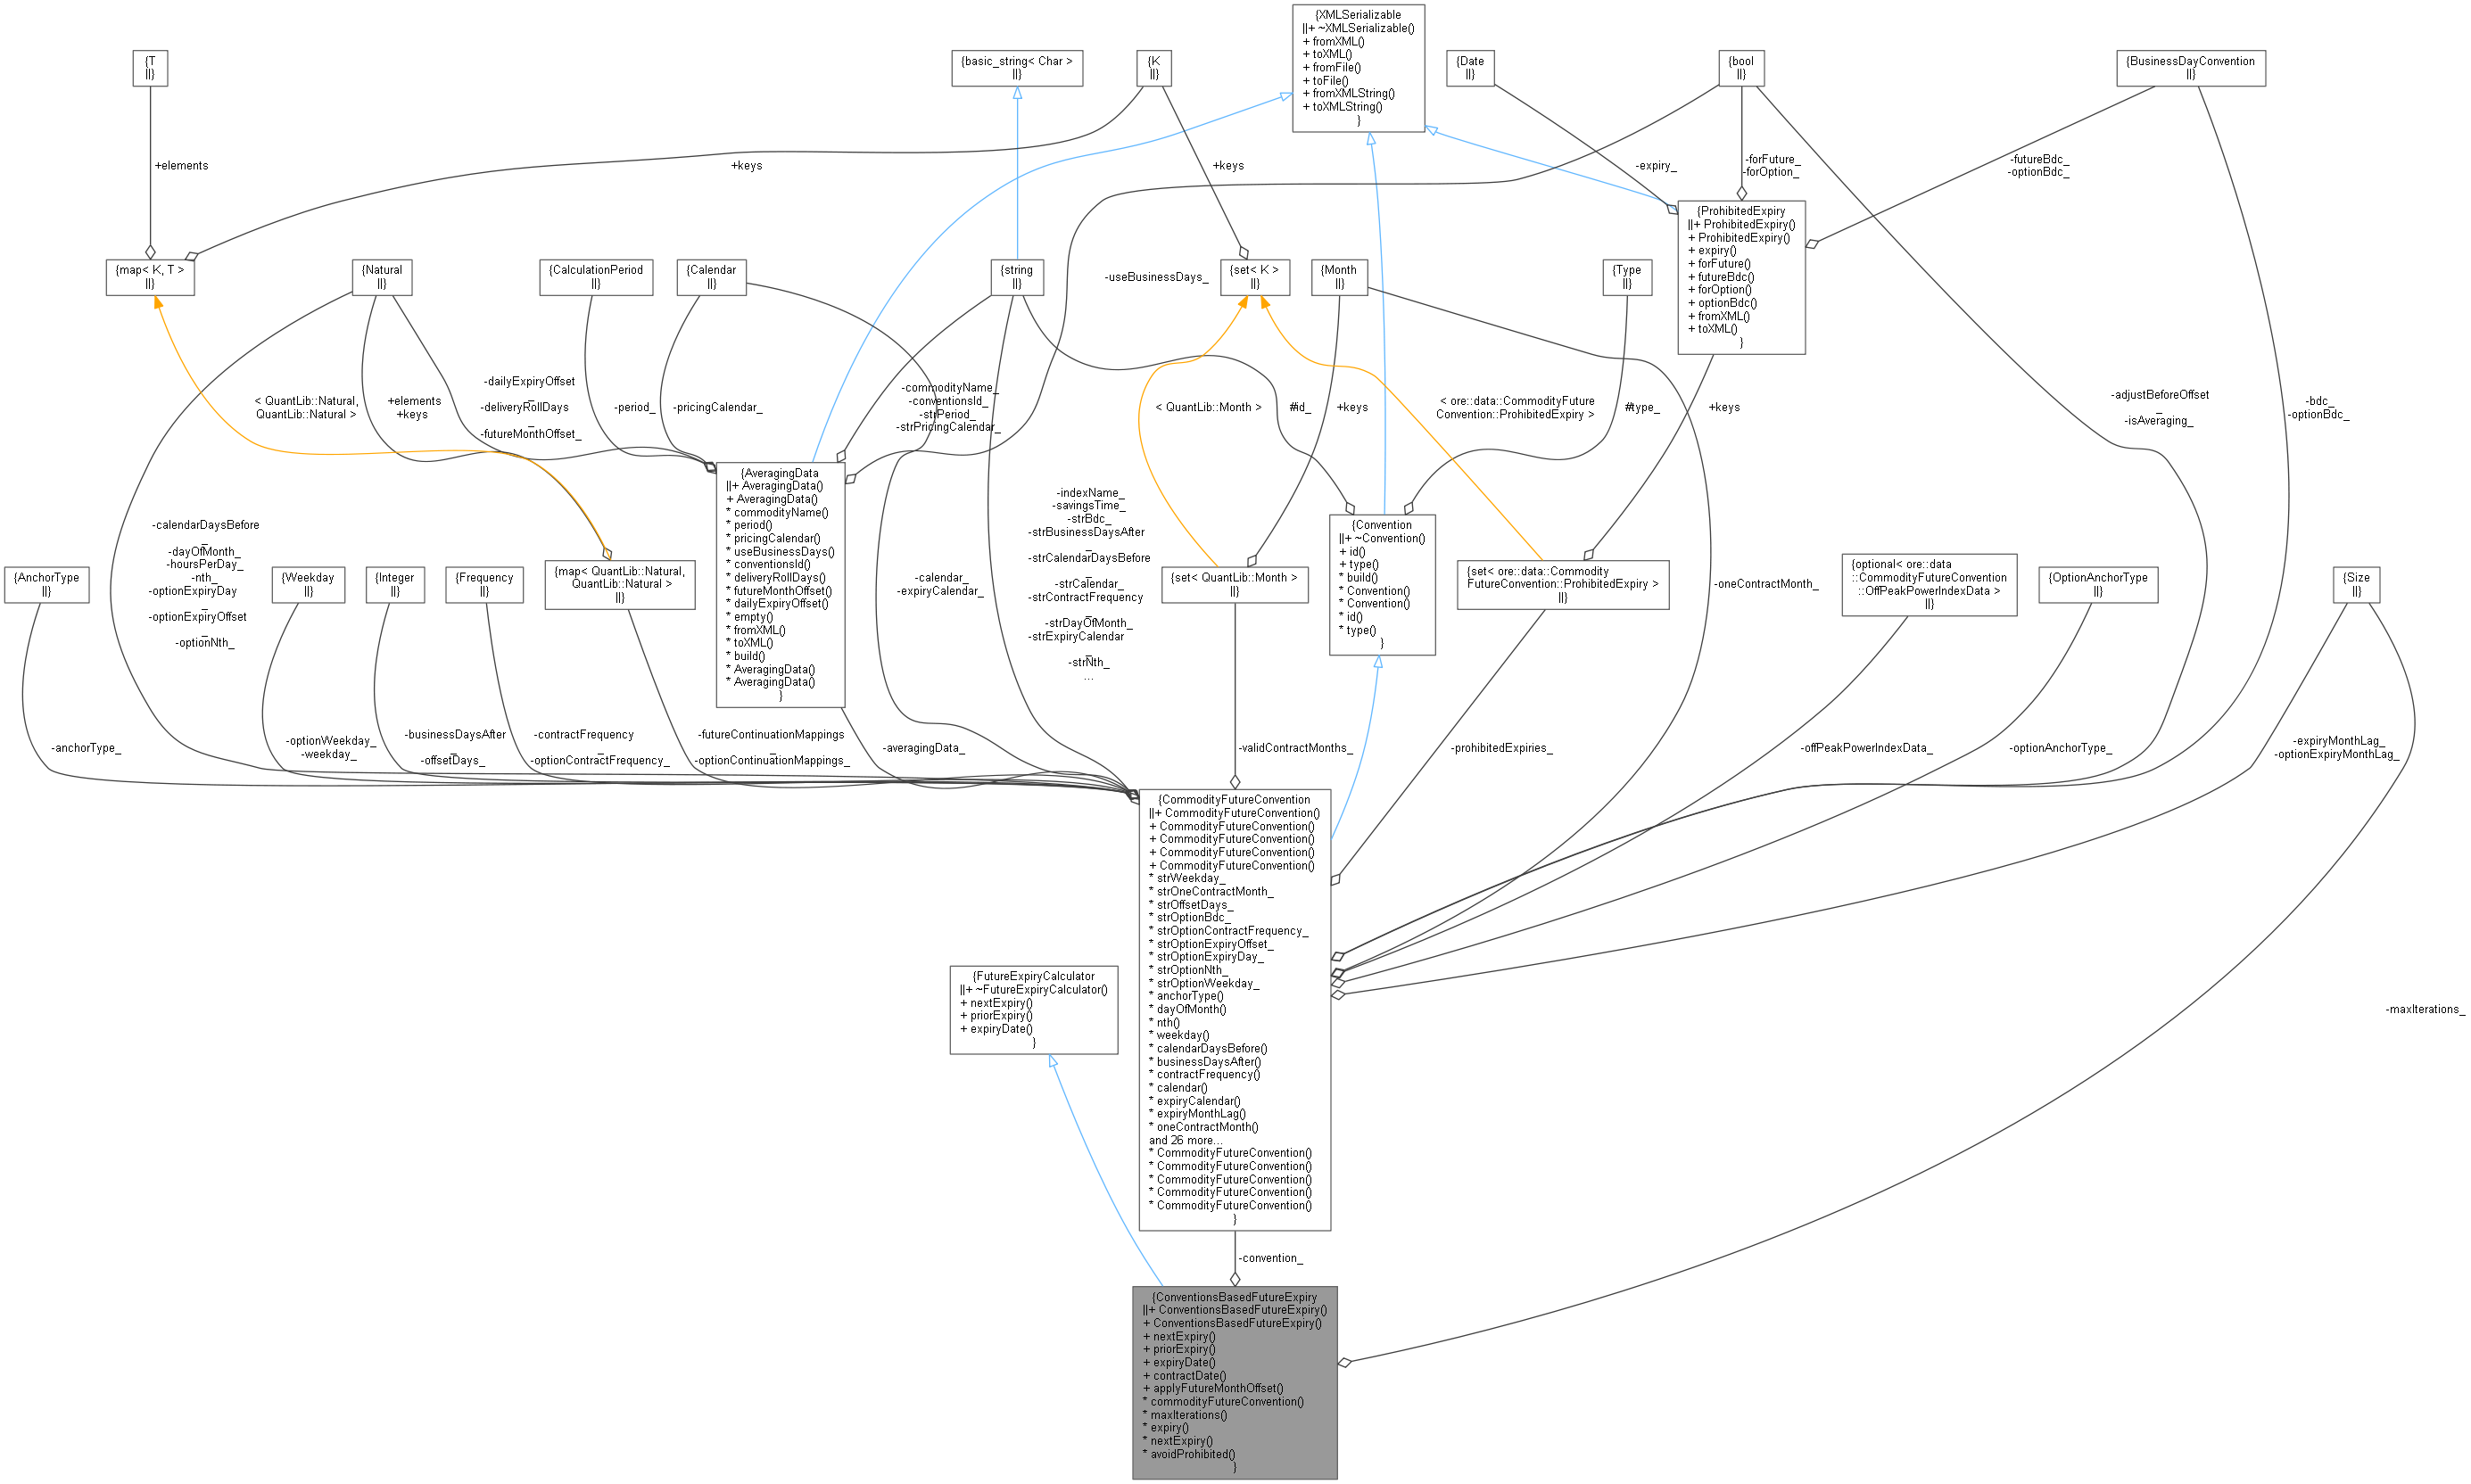 {XMLSerializable
||+ ~XMLSerializable()
+ fromXML()
+ toXML()
+ fromFile()
+ toFile()
+ fromXMLString()
+ toXMLString()
}
{T
||}
{basic_string< Char >
||}
{K
||}
{Date
||}
{bool
||}
{BusinessDayConvention
||}
+elements
+keys
+keys
-expiry_
-forFuture_
-forOption_
-futureBdc_
-optionBdc_
{ProhibitedExpiry
||+ ProhibitedExpiry()
+ ProhibitedExpiry()
+ expiry()
+ forFuture()
+ futureBdc()
+ forOption()
+ optionBdc()
+ fromXML()
+ toXML()
}
{map< K, T >
||}
{Natural
||}
{CalculationPeriod
||}
{Calendar
||}
{string
||}
-useBusinessDays_
{set< K >
||}
{Month
||}
{Type
||}
< QuantLib::Natural,
QuantLib::Natural >
+elements
+keys
-dailyExpiryOffset
_
-deliveryRollDays
_
-futureMonthOffset_
-period_
-pricingCalendar_
-commodityName_
-conventionsId_
-strPeriod_
-strPricingCalendar_
< QuantLib::Month >
#id_
+keys
< ore::data::CommodityFuture
Convention::ProhibitedExpiry >
#type_
+keys
-adjustBeforeOffset
_
-isAveraging_
-bdc_
-optionBdc_
{AveragingData
||+ AveragingData()
+ AveragingData()
* commodityName()
* period()
* pricingCalendar()
* useBusinessDays()
* conventionsId()
* deliveryRollDays()
* futureMonthOffset()
* dailyExpiryOffset()
* empty()
* fromXML()
* toXML()
* build()
* AveragingData()
* AveragingData()
}
-calendarDaysBefore
_
-dayOfMonth_
-hoursPerDay_
-nth_
-optionExpiryDay
_
-optionExpiryOffset
_
-optionNth_
{AnchorType
||}
{Weekday
||}
{Integer
||}
{Frequency
||}
{map< QuantLib::Natural,
QuantLib::Natural >
||}
-calendar_
-expiryCalendar_
-indexName_
-savingsTime_
-strBdc_
-strBusinessDaysAfter
_
-strCalendarDaysBefore
_
-strCalendar_
-strContractFrequency
_
-strDayOfMonth_
-strExpiryCalendar
_
-strNth_
...
{set< QuantLib::Month >
||}
{Convention
||+ ~Convention()
+ id()
+ type()
* build()
* Convention()
* Convention()
* id()
* type()
}
{set< ore::data::Commodity
FutureConvention::ProhibitedExpiry >
||}
-oneContractMonth_
{optional< ore::data
::CommodityFutureConvention
::OffPeakPowerIndexData >
||}
{OptionAnchorType
||}
{Size
||}
-anchorType_
-optionWeekday_
-weekday_
-businessDaysAfter
_
-offsetDays_
-contractFrequency
_
-optionContractFrequency_
-futureContinuationMappings
_
-optionContinuationMappings_
-averagingData_
-validContractMonths_
-prohibitedExpiries_
-offPeakPowerIndexData_
-optionAnchorType_
-expiryMonthLag_
-optionExpiryMonthLag_
{CommodityFutureConvention
||+ CommodityFutureConvention()
+ CommodityFutureConvention()
+ CommodityFutureConvention()
+ CommodityFutureConvention()
+ CommodityFutureConvention()
* strWeekday_
* strOneContractMonth_
* strOffsetDays_
* strOptionBdc_
* strOptionContractFrequency_
* strOptionExpiryOffset_
* strOptionExpiryDay_
* strOptionNth_
* strOptionWeekday_
* anchorType()
* dayOfMonth()
* nth()
* weekday()
* calendarDaysBefore()
* businessDaysAfter()
* contractFrequency()
* calendar()
* expiryCalendar()
* expiryMonthLag()
* oneContractMonth()
and 26 more...
* CommodityFutureConvention()
* CommodityFutureConvention()
* CommodityFutureConvention()
* CommodityFutureConvention()
* CommodityFutureConvention()
}
{FutureExpiryCalculator
||+ ~FutureExpiryCalculator()
+ nextExpiry()
+ priorExpiry()
+ expiryDate()
}
-maxIterations_
-convention_
{ConventionsBasedFutureExpiry
||+ ConventionsBasedFutureExpiry()
+ ConventionsBasedFutureExpiry()
+ nextExpiry()
+ priorExpiry()
+ expiryDate()
+ contractDate()
+ applyFutureMonthOffset()
* commodityFutureConvention()
* maxIterations()
* expiry()
* nextExpiry()
* avoidProhibited()
}